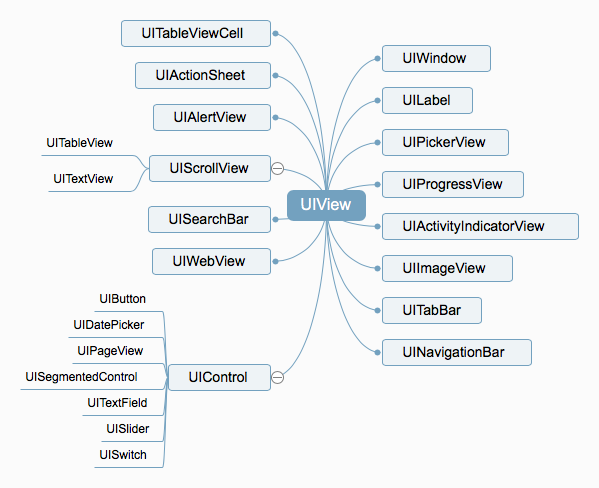 UITableViewCell
UIActionSheet
UIAlertView
UITableView
UITextView
UIScrollView
UISearchBar
UIWebView
UIButton
UIDatePicker
UIPageView
UISegmentedControl
UITextField
UISlider
UISwitch
UIControl
UIView
UIWindow
UILabel
UIPickerView
UIProgressView
UIActivityIndicatorView
UIImageView
UITabBar
UINavigationBar